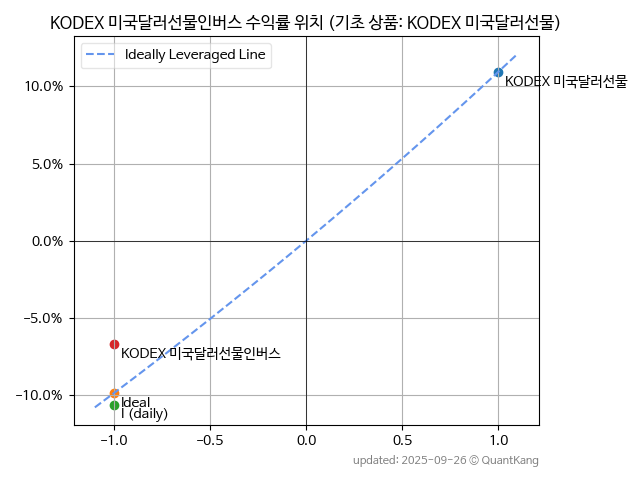 KODEX 미국달러선물인버스 수익률 위치 (기초 상품: KODEX 미국달러선물)
Ideally Leveraged Line
10.0%
KODEX 미국달러선물
5.0%
0.0%
−5.0%
KODEX 미국달러선물인버스
−10.0%
Ideal
l (daily)
−1.0 −0.5 0.0 0.5 1.0
updated: 2025-09-26 © QuantKang